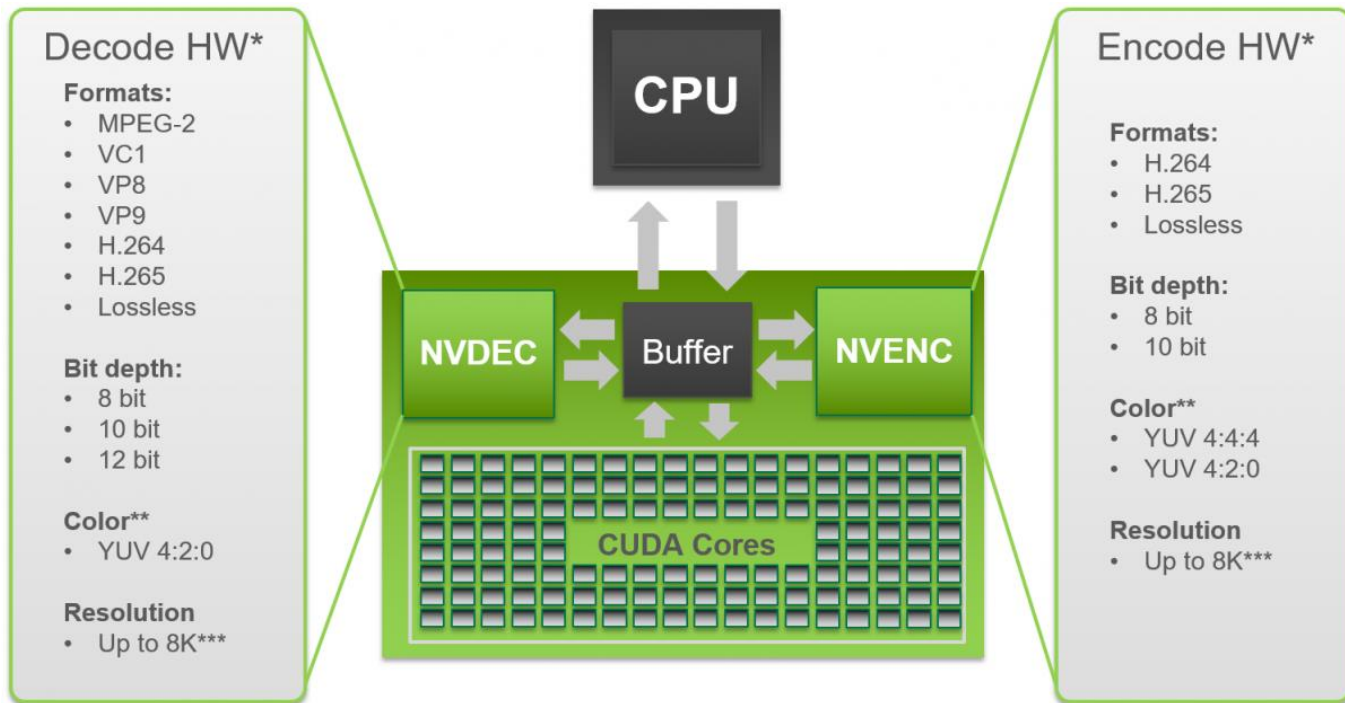 Decode HW*
Formats:
• MPEG-2
• VC1
• VP8
• VP9
• H.264
• H.265
• Lossless
Bit depth:
• 8 bit
• 10 bit
• 12 bit
Color**
• YUV 4:2:0
Resolution
• Up to 8K***
CPU
NVDEC
Buffer
NVENC
CUDA Cores
Encode HW*
Formats:
• H.264
• H.265
• Lossless
Bit depth:
• 8 bit
• 10 bit
Color**
• YUV 4:4:4
• YUV 4:2:0
Resolution
• Up to 8K***